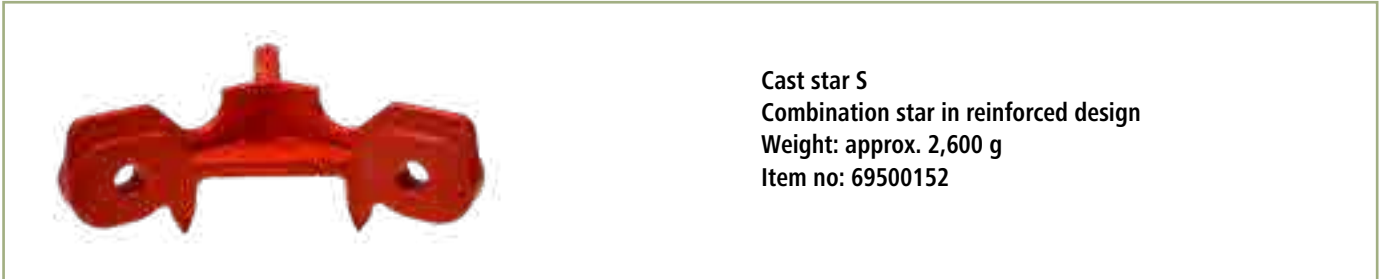 Cast star S
Combination star in reinforced design
Weight: approx. 2,600 g
Item no: 69500152